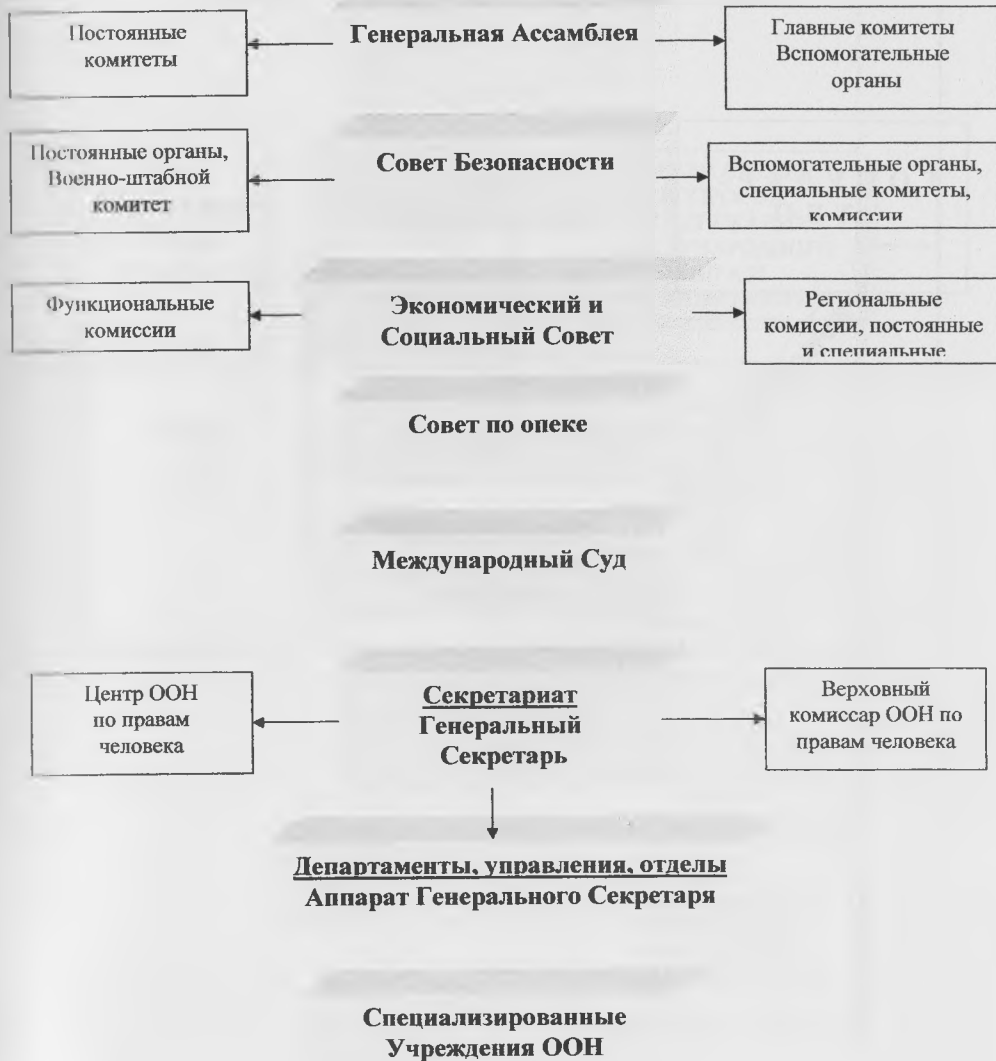 Постоянные
комитеты
Генеральная Ассамблея
Главные комитеты
Вспомогательные
органы
Постоянные органы,
Военно-штабной
комитет
Совет Безопасности
Вспомогательные органы,
специальные комитеты,
комиссии
Функциональные
комиссии
Экономический и
Социальный Совет
Региональные
комиссии, постоянные
и специальные
Совет по опеке
Международный Суд
Центр ООН
по правам
человека
Секретариат
Генеральный
Секретарь
Верховный
комиссар ООН по
правам человека
Департаменты, управления, отделы
Аппарат Генерального Секретаря
Специализированные
Учреждения ООН